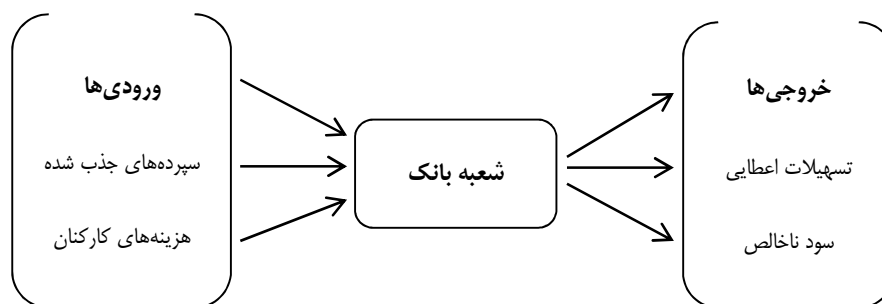 ورودی‌ها
سپرده‌های جذب شده
هزینه‌های کارکنان
شعبه بانک
خروجی‌ها
تسهیلات اعطایی
سود ناخالص